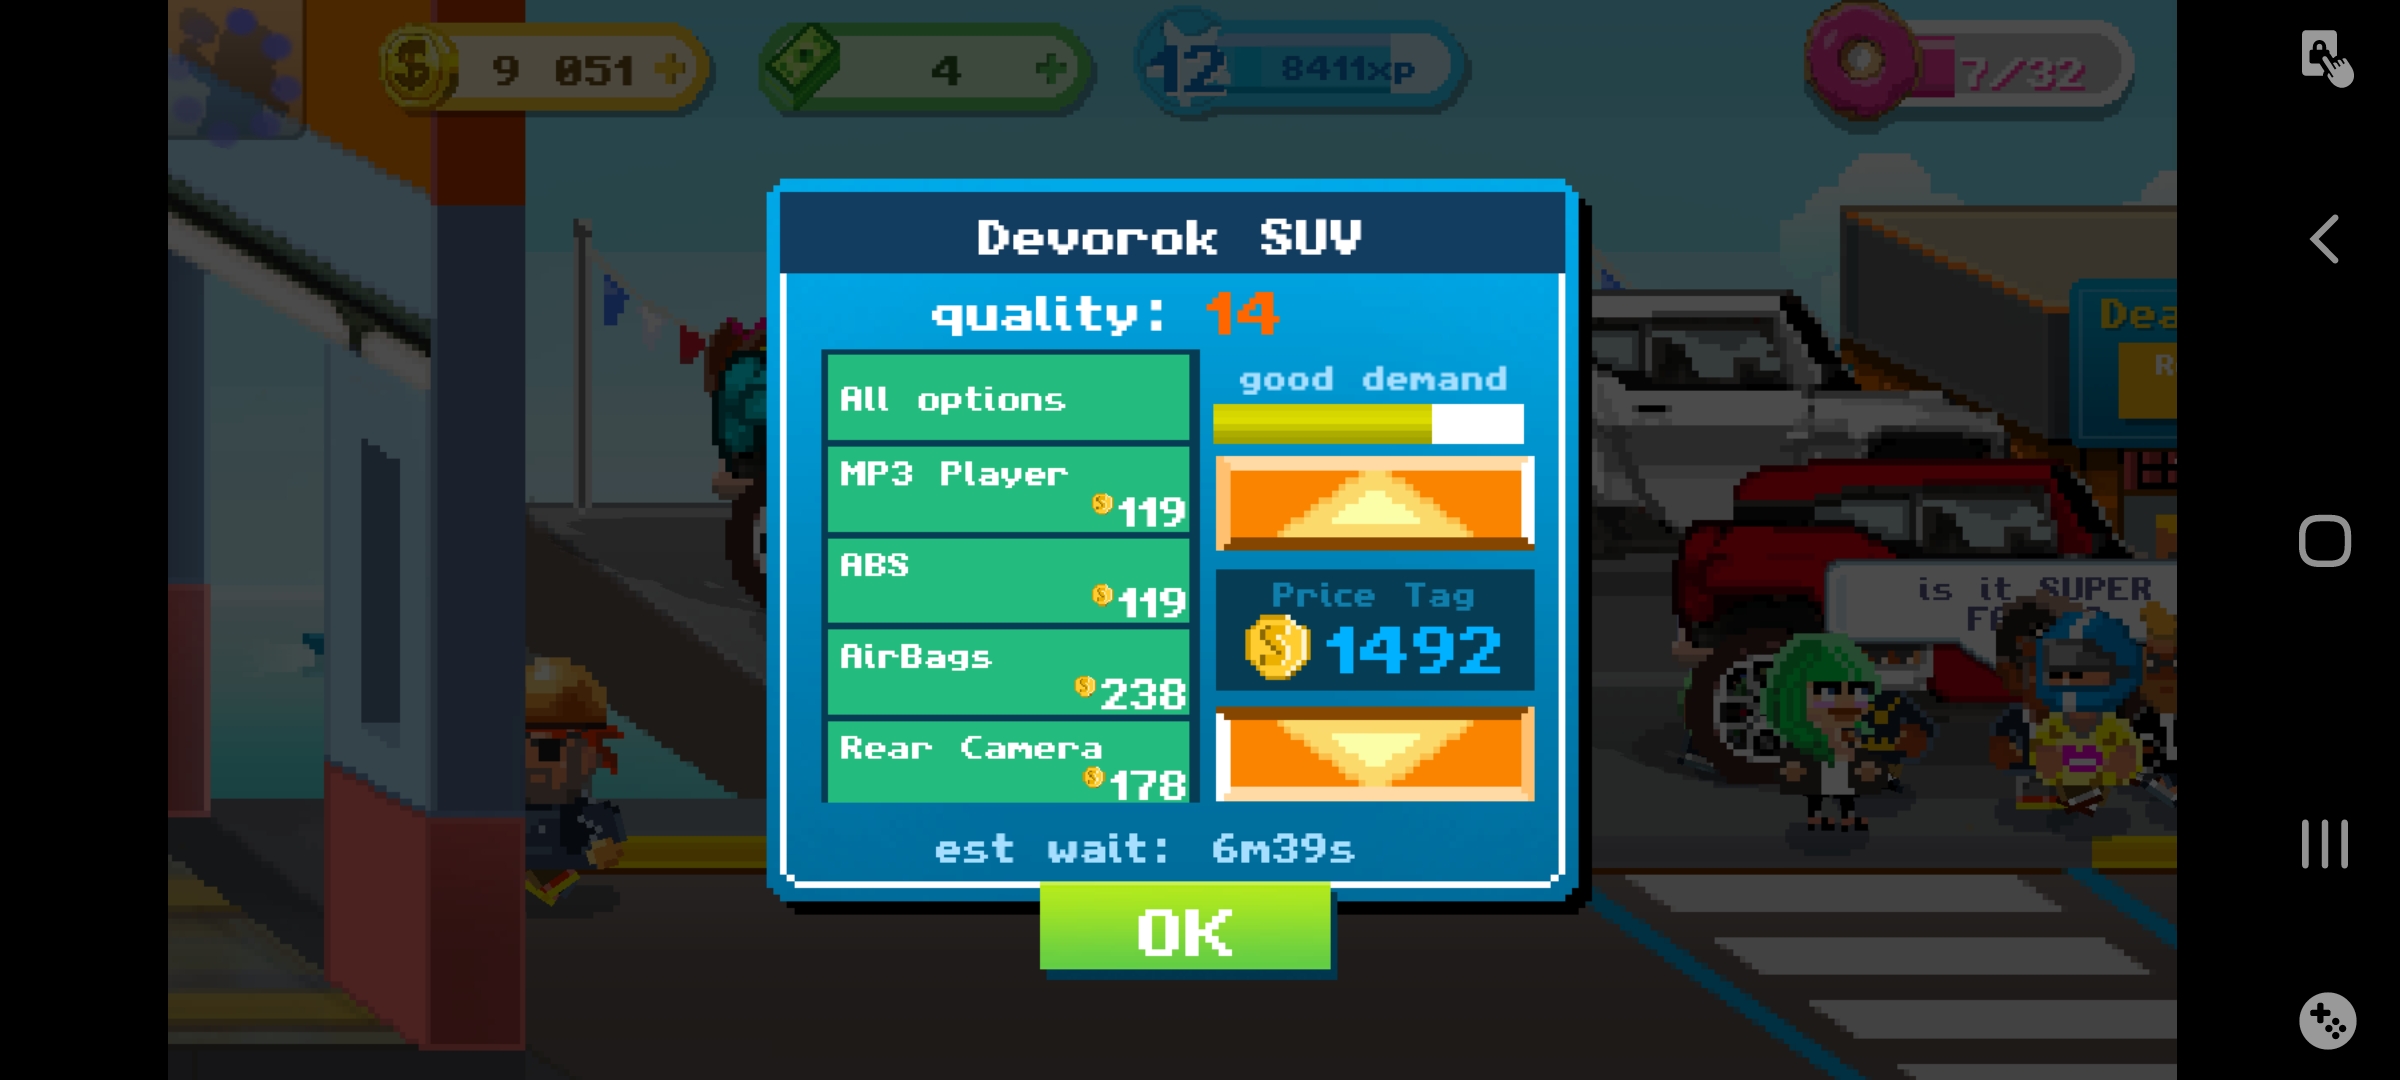 9 051
4
12
8411xp
7/32
Devorok SUV
quality: 14
All options
MP3 Player
119
ABS
119
AirBags
238
Rear Camera
178
good demand
Price Tag
1492
est wait: 6m39s
OK
is it SUPER